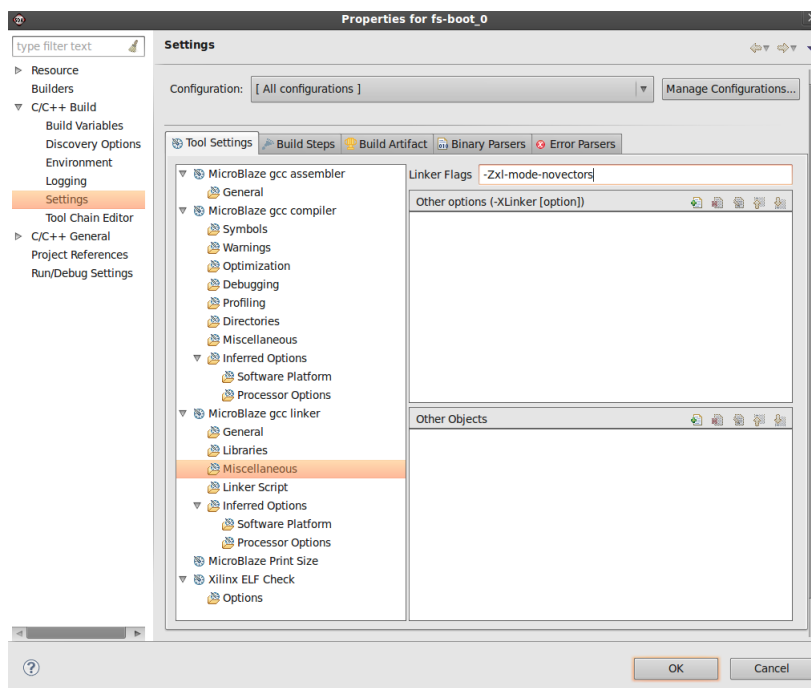 Properties for fs-boot_0
type filter text
Resource
Builders
C/C++ Build
Build Variables
Discovery Options
Environment
Logging
Settings
Tool Chain Editor
C/C++ General
Project References
Run/Debug Settings
Settings
Configuration: [ All configurations ] Manage Configurations...
Tool Settings Build Steps Build Artifact Binary Parsers Error Parsers
MicroBlaze gcc assembler
General
MicroBlaze gcc compiler
Symbols
Warnings
Optimization
Debugging
Profiling
Directories
Miscellaneous
Inferred Options
Software Platform
Processor Options
MicroBlaze gcc linker
General
Libraries
Miscellaneous
Linker Script
Inferred Options
Software Platform
Processor Options
MicroBlaze Print Size
Xilinx ELF Check
Options
Linker Flags -Zxl-mode-novectors
Other options (-XLinker [option])
Other Objects
OK Cancel